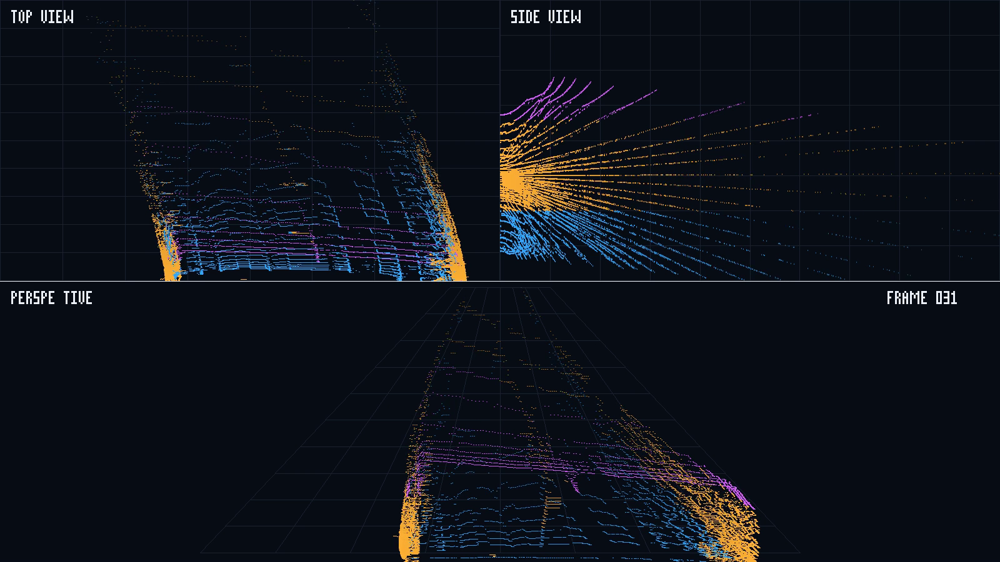 TOP VIEW
SIDE VIEW
PERSPE TIVE
FRAME 031